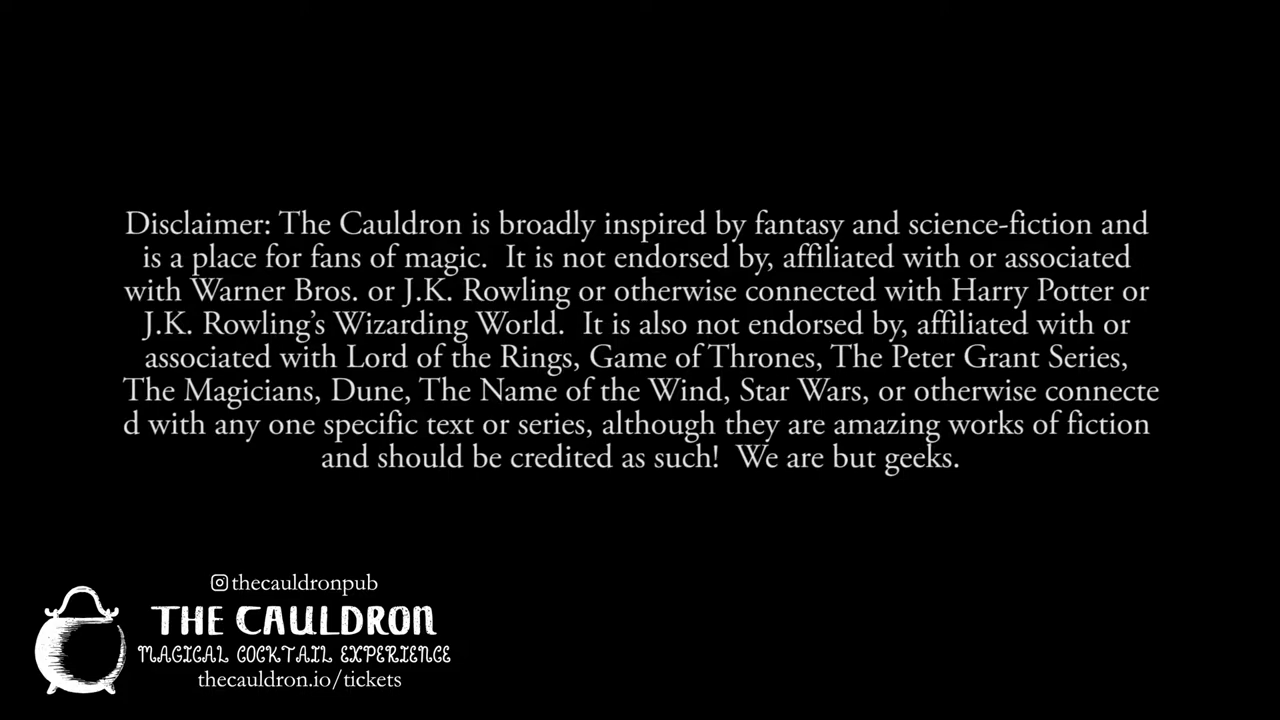 Disclaimer: The Cauldron is broadly inspired by fantasy and science-fiction and
is a place for fans of magic.  It is not endorsed by, affiliated with or associated
with Warner Bros. or J.K. Rowling or otherwise connected with Harry Potter or
J.K. Rowling’s Wizarding World.  It is also not endorsed by, affiliated with or
associated with Lord of the Rings, Game of Thrones, The Peter Grant Series,
The Magicians, Dune, The Name of the Wind, Star Wars, or otherwise connecte
d with any one specific text or series, although they are amazing works of fiction
and should be credited as such!  We are but geeks.
thecauldronpub
THE CAULDRON
MAGICAL COCKTAIL EXPERIENCE
thecauldron.io/tickets